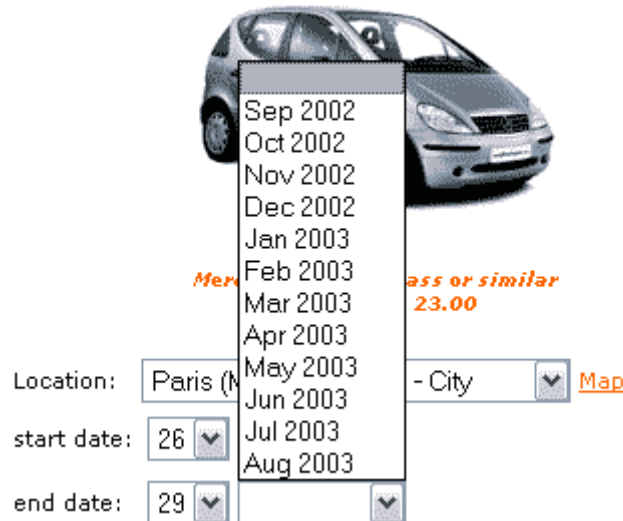 Sep 2002
Oct 2002
Nov 2002
Dec 2002
Jan 2003
Feb 2003
Mar 2003
Apr 2003
May 2003
Jun 2003
Jul 2003
Aug 2003
or similar
23.00
Location: Paris - City Map
start date: 26
end date: 29